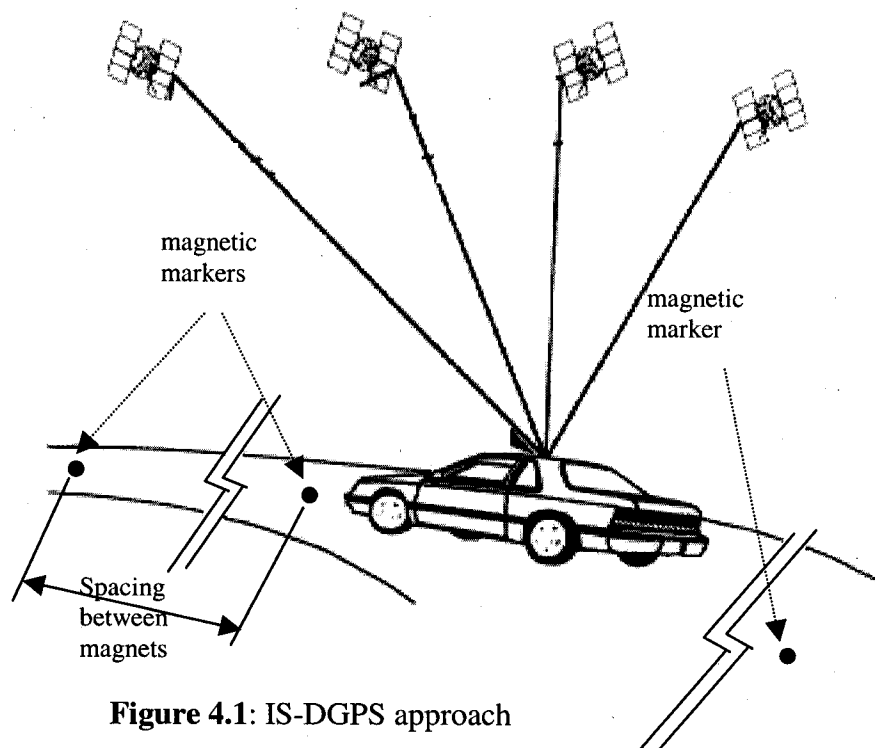 magnetic
markers
magnetic
marker
Spacing
between
magnets
Figure 4.1: IS-DGPS approach